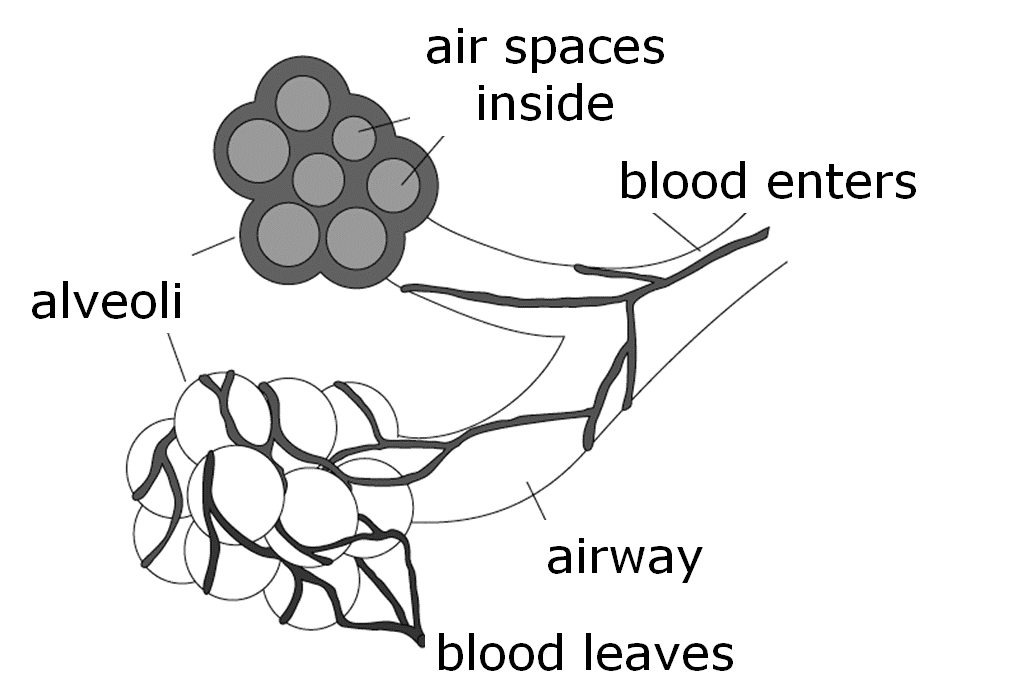 air spaces
inside
blood enters
alveoli
airway
blood leaves